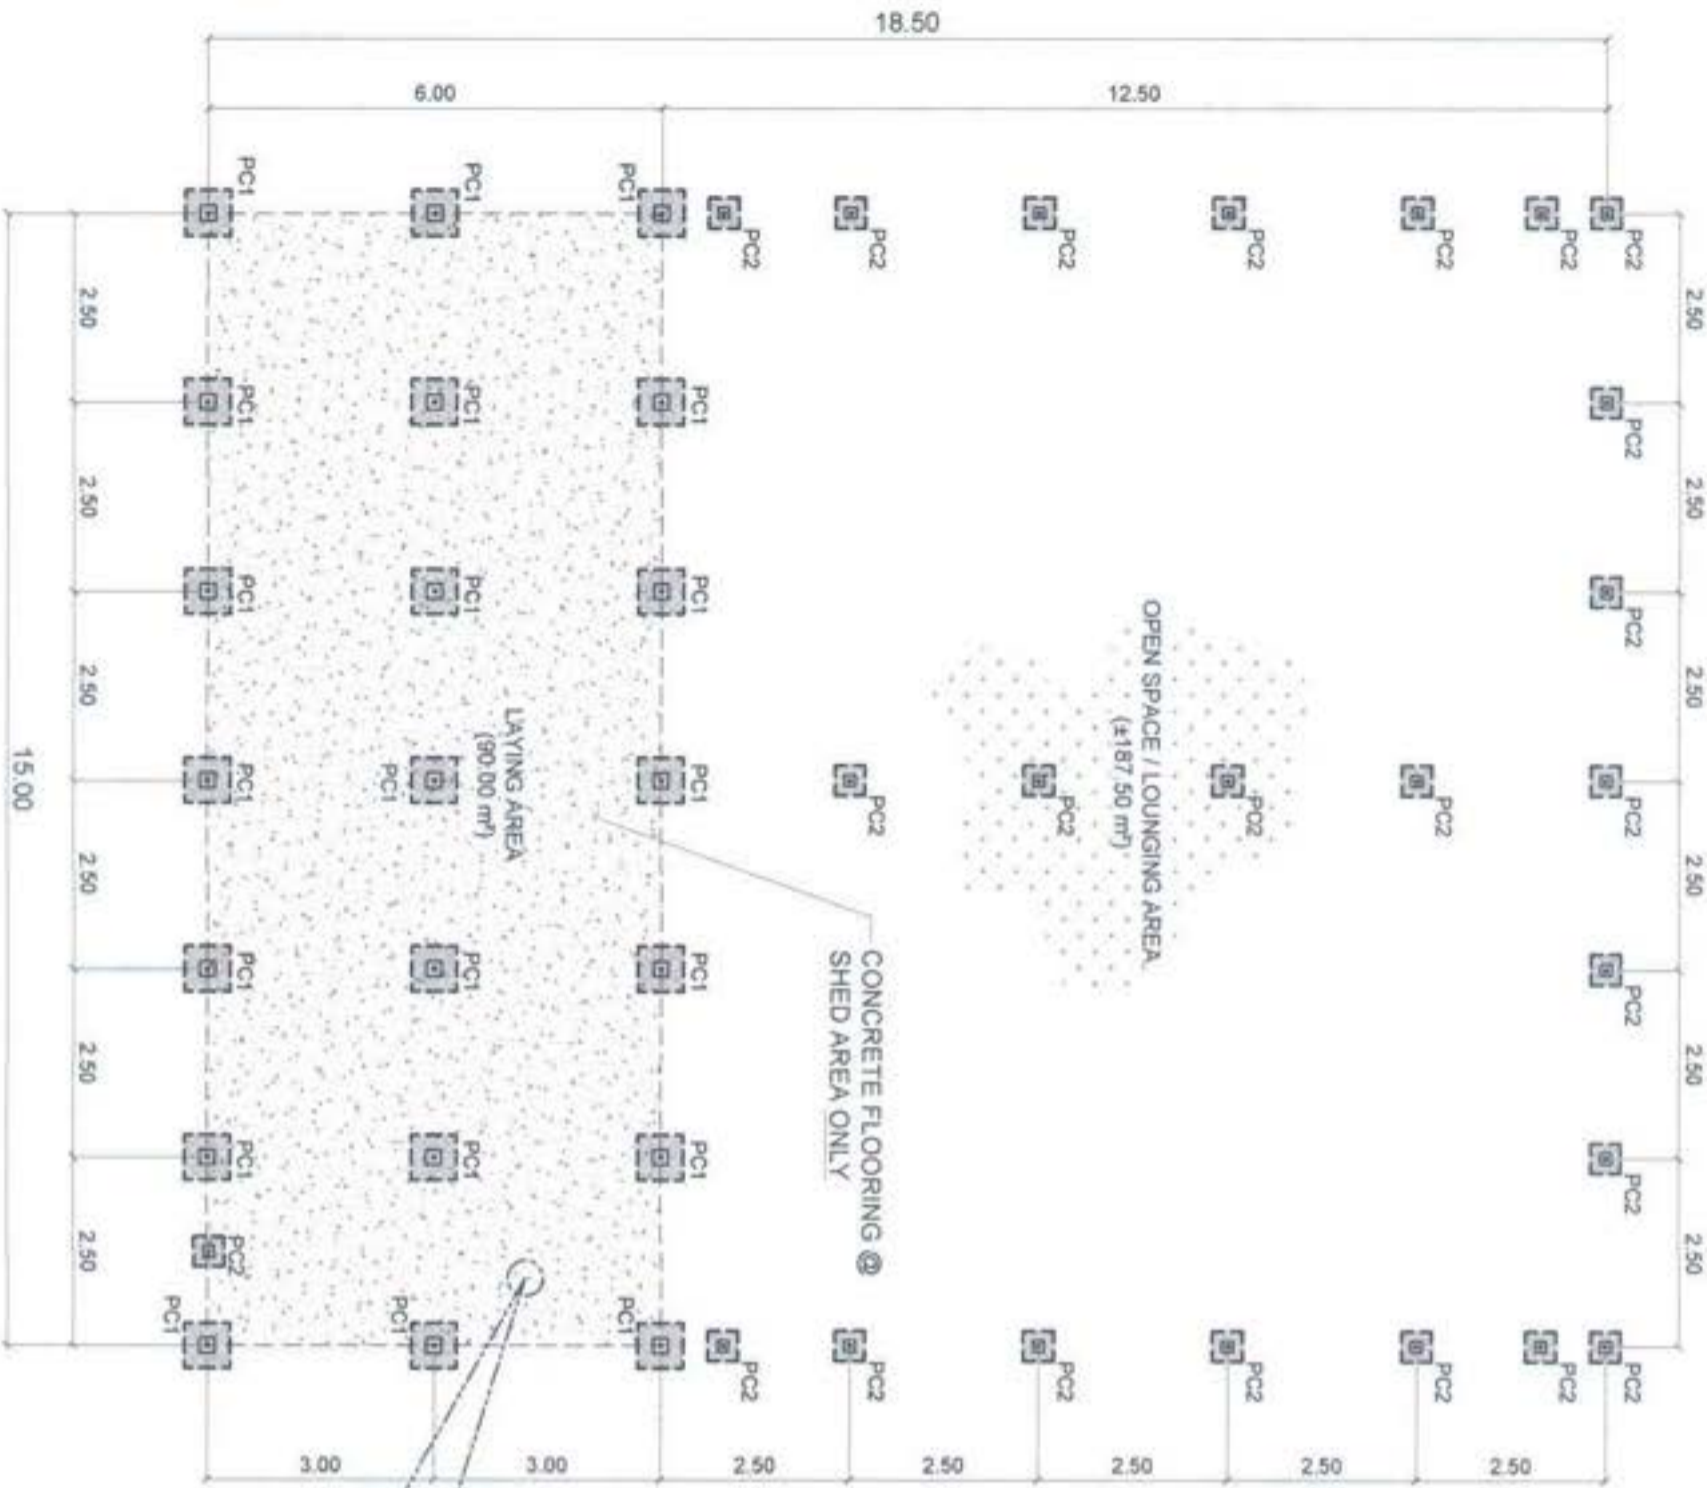 18.50
6.00
12.50
PC1
PC1
PC1
PC2
PC2
PC2
PC2
PC2
PC2
PC2
2.50
2.50
PC1
PC1
PC1
PC2
2.50
2.50
PC1
PC1
PC1
PC2
2.50
2.50
OPEN SPACE / LOUNGING AREA
(±187.50 m²)
LAYING AREA
(90.00 m²)
PC1
PC1
PC1
PC2
PC2
PC2
PC2
PC2
15.00
2.50
2.50
CONCRETE FLOORING @
SHED AREA ONLY
PC1
PC1
PC1
PC2
2.50
2.50
PC1
PC1
PC1
PC2
2.50
2.50
PC2
PC1
PC1
PC1
PC2
PC2
PC2
PC2
PC2
PC2
PC2
3.00
3.00
2.50
2.50
2.50
2.50
2.50